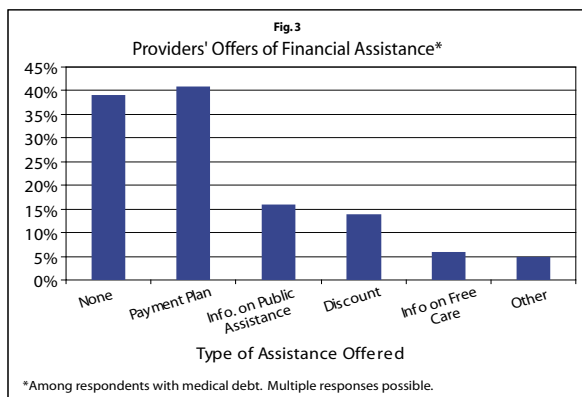 Fig. 3
Providers' Offers of Financial Assistance*
45%
40%
35%
30%
25%
20%
15%
10%
5%
0%
None
Payment Plan
Info. on Public
Assistance
Discount
Info on Free
Care
Other
Type of Assistance Offered
*Among respondents with medical debt. Multiple responses possible.